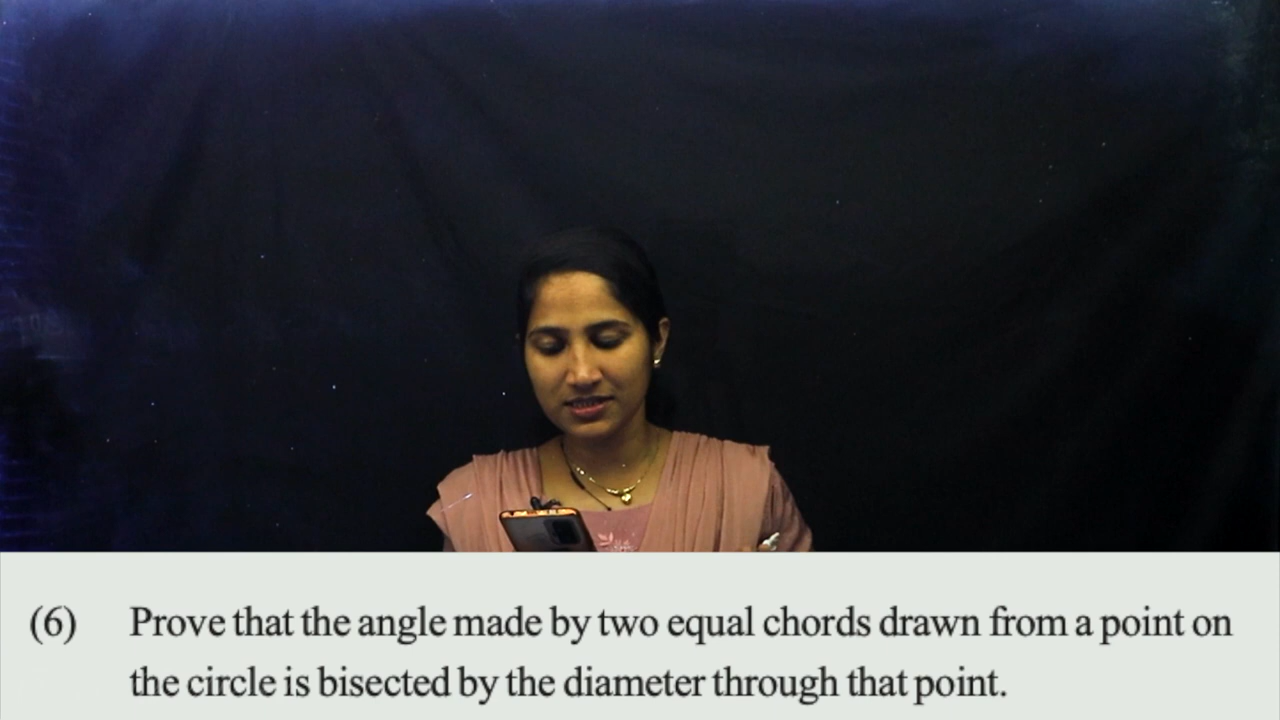 (6) Prove that the angle made by two equal chords drawn from a point on
the circle is bisected by the diameter through that point.